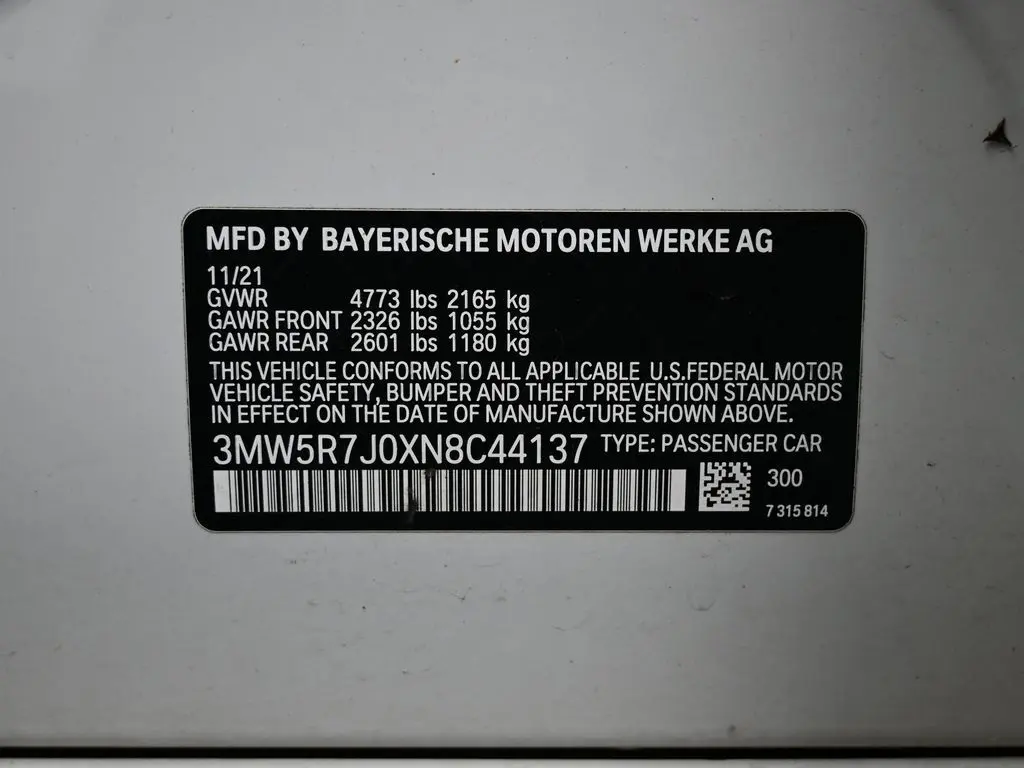 MFD BY BAYERISCHE MOTOREN WERKE AG
11/21
GVWR 4773 lbs 2165 kg
GAWR FRONT 2326 lbs 1055 kg
GAWR REAR 2601 lbs 1180 kg
THIS VEHICLE CONFORMS TO ALL APPLICABLE U.S.FEDERAL MOTOR
VEHICLE SAFETY, BUMPER AND THEFT PREVENTION STANDARDS
IN EFFECT ON THE DATE OF MANUFACTURE SHOWN ABOVE.
3MW5R7J0XN8C44137 TYPE: PASSENGER CAR
300
7 315 814